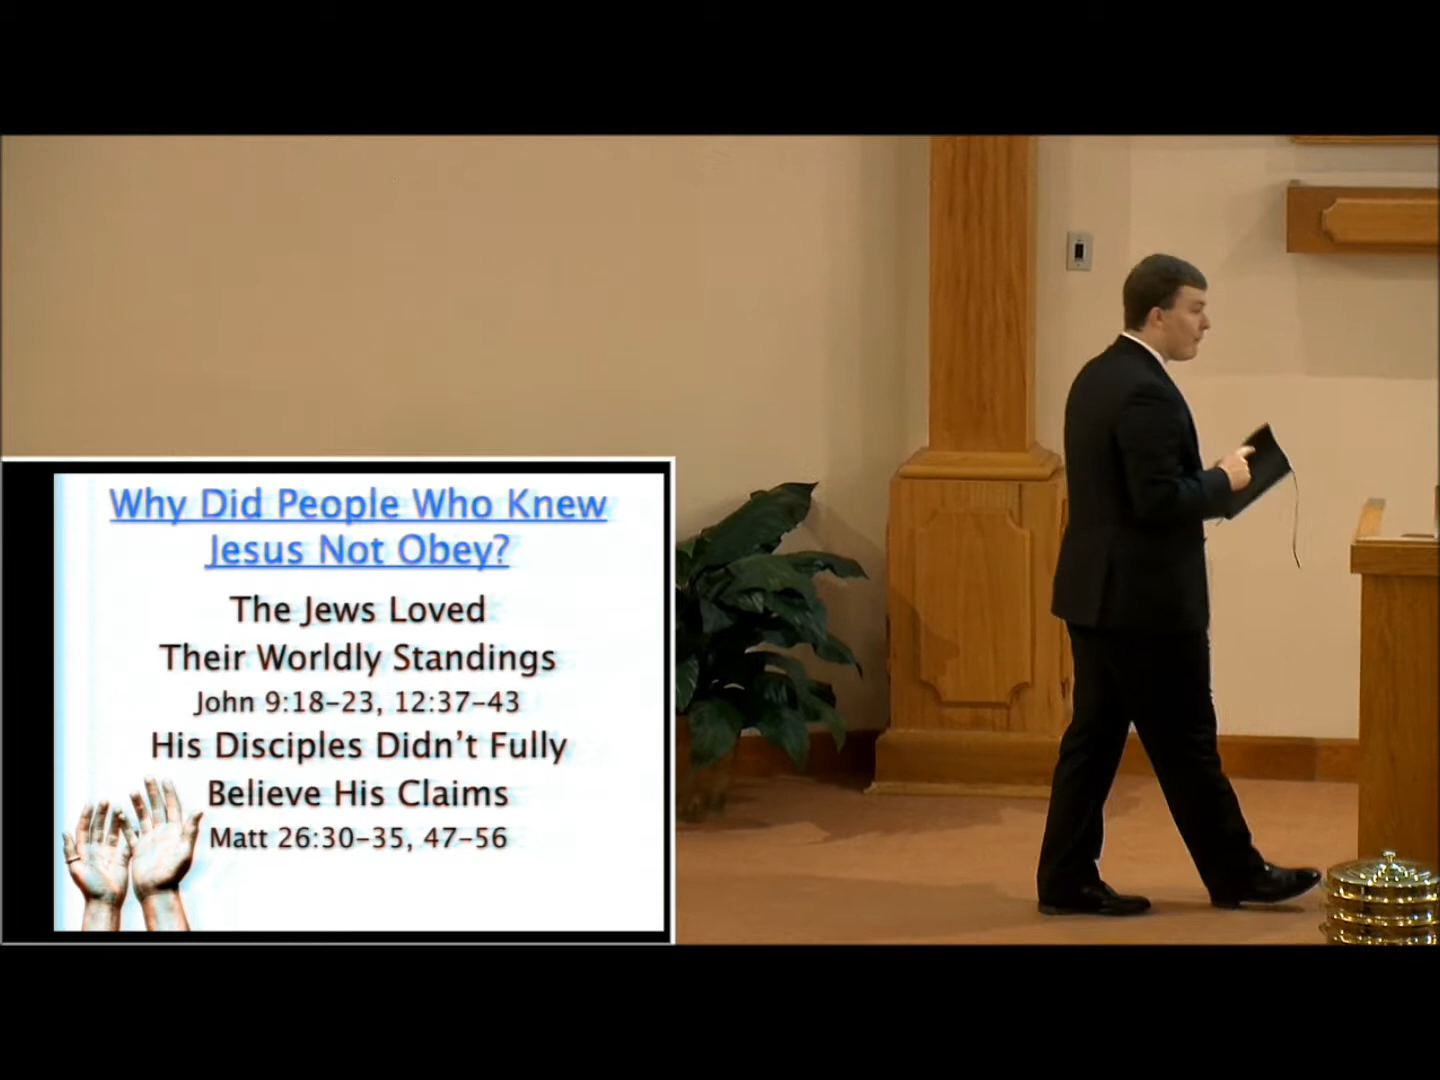 Why Did People Who Knew
Jesus Not Obey?
The Jews Loved
Their Worldly Standings
John 9:18-23, 12:37-43
His Disciples Didn't Fully
Believe His Claims
Matt 26:30-35, 47-56